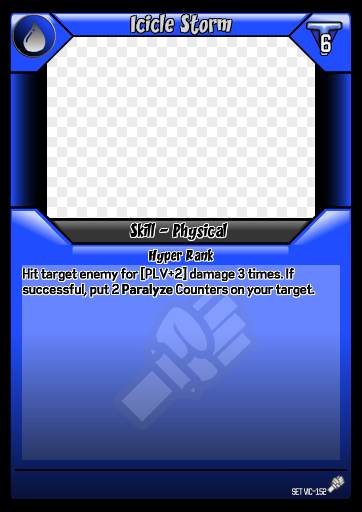 Icicle Storm
6
Skill - Physical
Hyper Rank
Hit target enemy for [PLV+2] damage 3 times. If
successful, put 2 Paralyze Counters on your target.
SET VIC-152